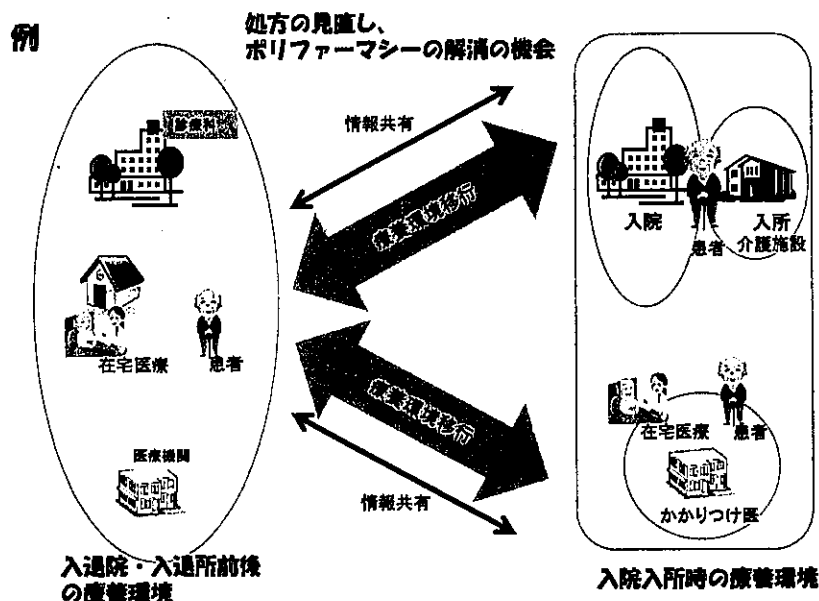 例
処方の見直し、
ポリファーマシーの解消の機会
診療科
情報共有
療養環境移行
入院
患者
入所
介護施設
在宅医療
患者
療養環境移行
在宅医療
患者
医療機関
かかりつけ医
情報共有
入退院・入退所前後
の療養環境
入院入所時の療養環境